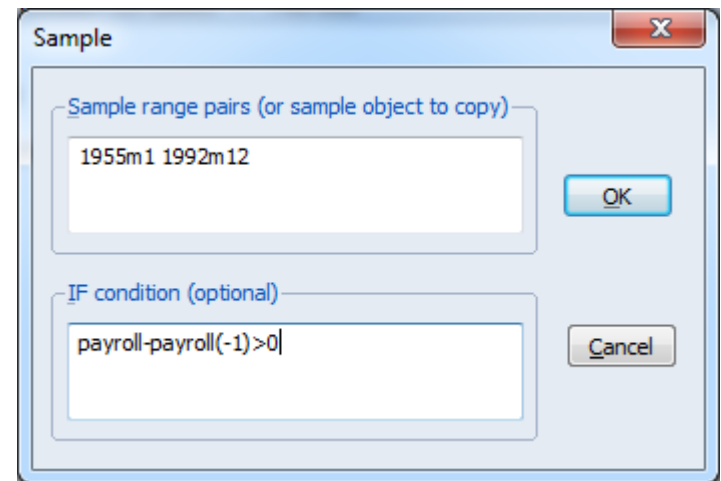 Sample
Sample range pairs (or sample object to copy)
1955m1 1992m12
OK
IF condition (optional)
payroll-payroll(-1)>0
Cancel